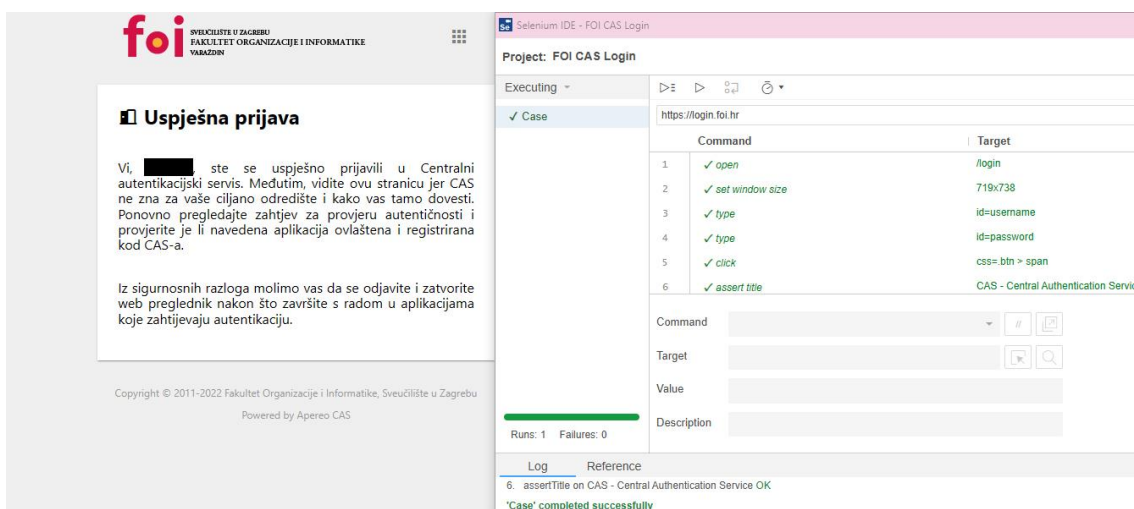 foi
SVEUČILIŠTE U ZAGREBU
FAKULTET ORGANIZACIJE I INFORMATIKE
VARAŽDIN
Uspješna prijava
Vi, , ste se uspješno prijavili u Centralni
autentikacijski servis. Međutim, vidite ovu stranicu jer CAS
ne zna za vaše ciljano odredište i kako vas tamo dovesti.
Ponovno pregledajte zahtjev za provjeru autentičnosti i
provjerite je li navedena aplikacija ovlaštena i registrirana
kod CAS-a.
Iz sigurnosnih razloga molimo vas da se odjavite i zatvorite
web preglednik nakon što završite s radom u aplikacijama
koje zahtijevaju autentikaciju.
Copyright © 2011-2022 Fakultet Organizacije i Informatike, Sveučilište u Zagrebu
Powered by Apereo CAS
Se Selenium IDE - FOI CAS Login
Project: FOI CAS Login
Executing
✓ Case
https://login.foi.hr
Command Target
1 ✓ open /login
2 ✓ set window size 719x738
3 ✓ type id=username
4 ✓ type id=password
5 ✓ click css=.btn > span
6 ✓ assert title CAS - Central Authentication Servic
Command
//
Target
Value
Description
Runs: 1 Failures: 0
Log Reference
6. assertTitle on CAS - Central Authentication Service OK
'Case' completed successfully